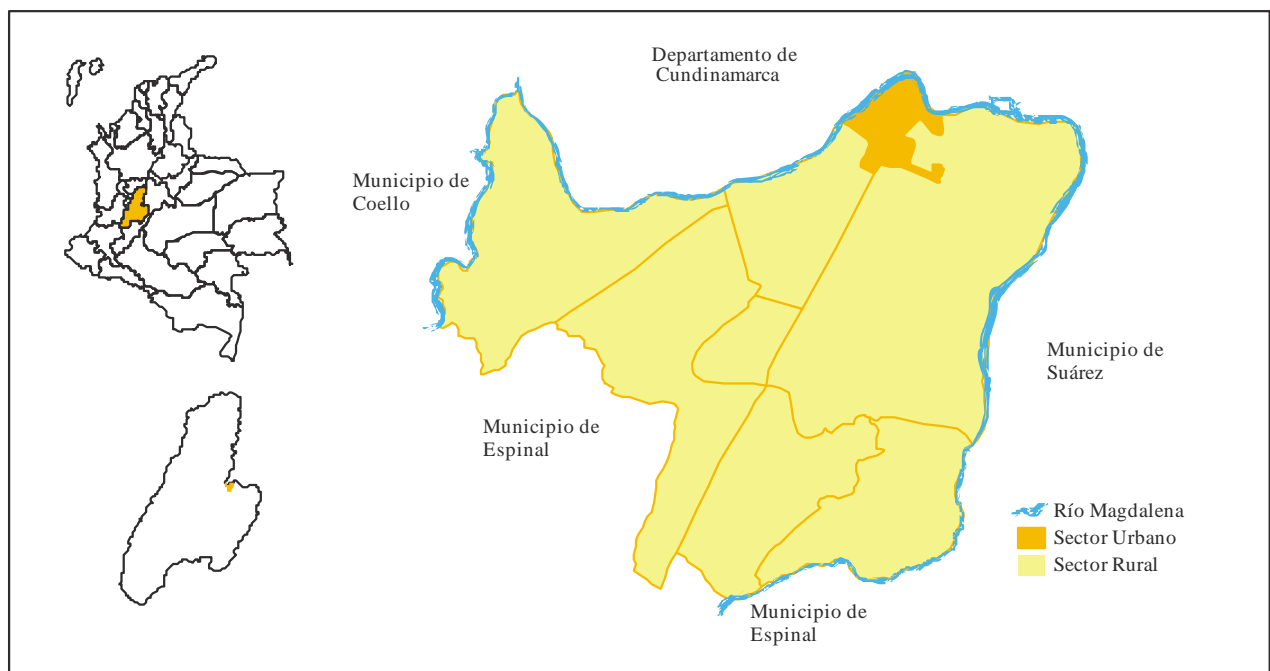 Departamento de
Cundinamarca
Municipio de
Coello
Municipio de
Suárez
Municipio de
Espinal
Río Magdalena
Sector Urbano
Sector Rural
Municipio de
Espinal